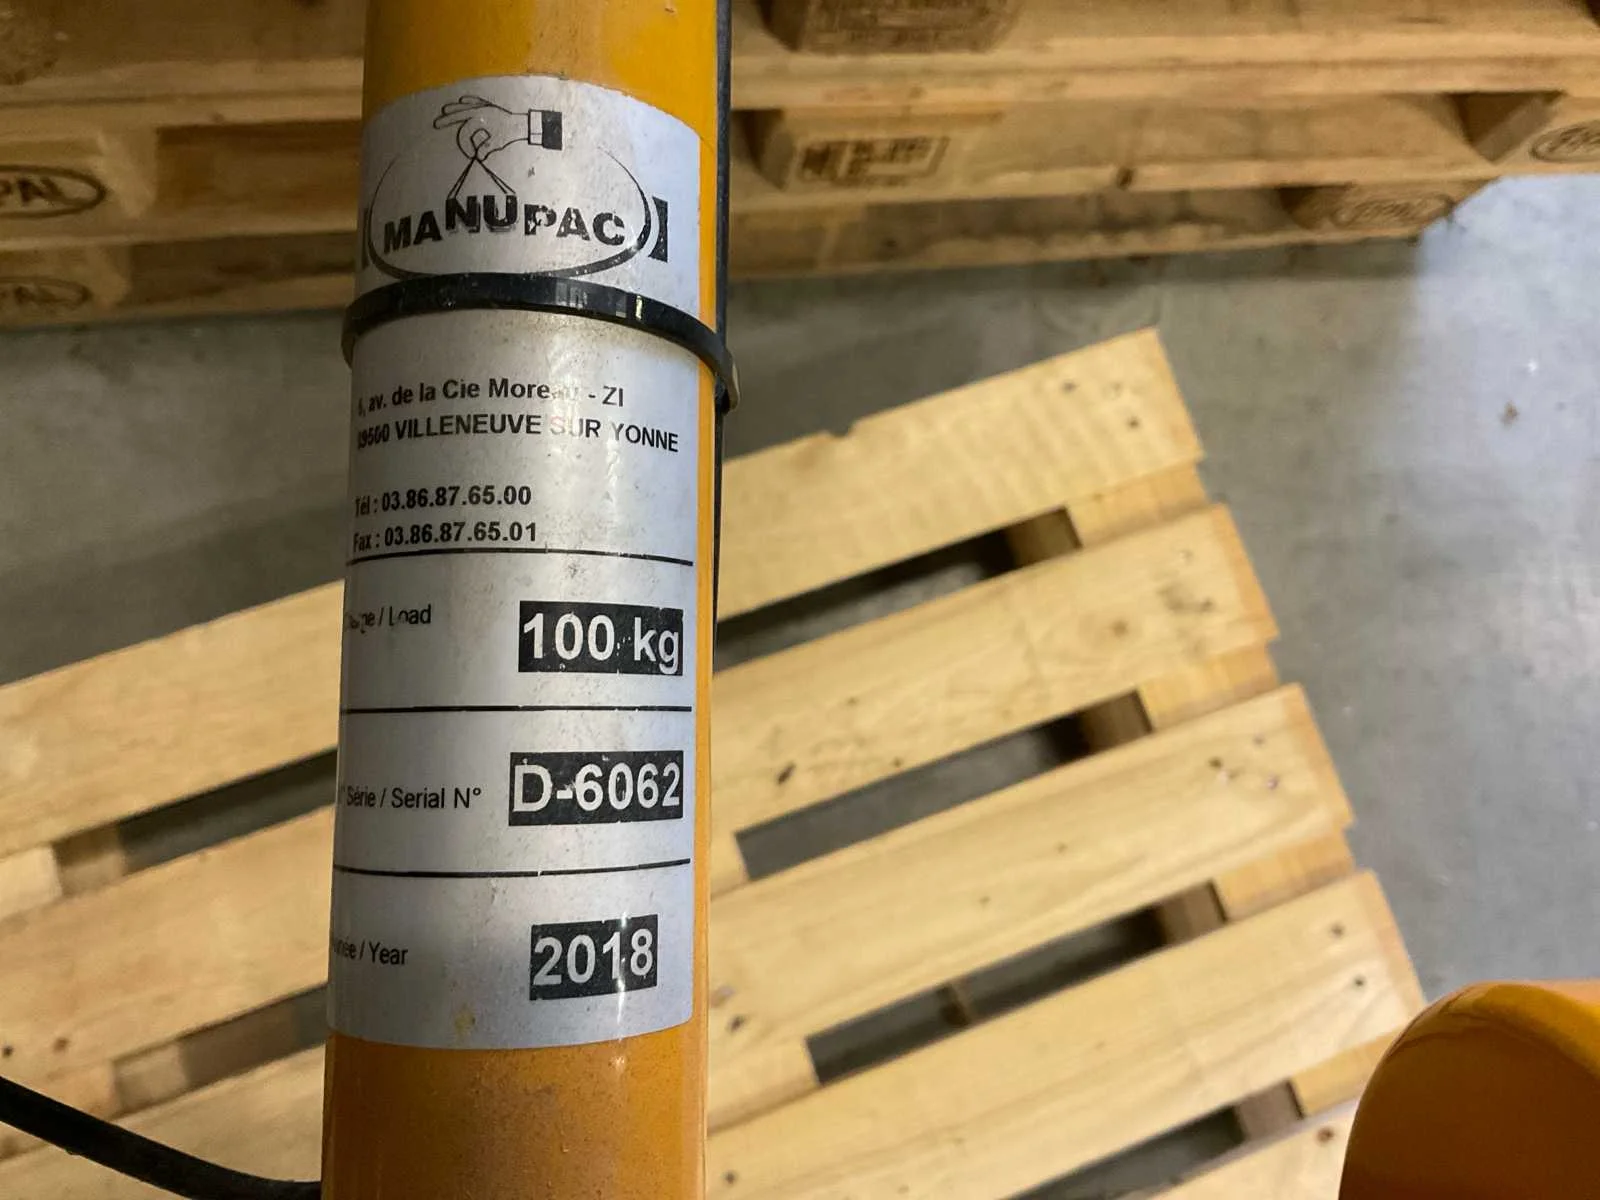 MANUPAC
av. de la Cie - ZI
VILLENEUVE SUR YONNE
Tél : 03.86.87.65.00
Fax : 03.86.87.65.01
/ Load
100 kg
Série / Serial N°
D-6062
/ Year
2018